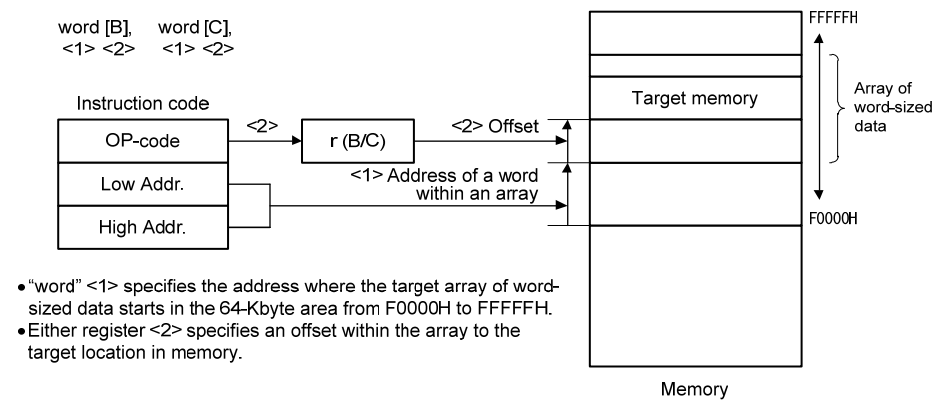 word [B], word [C],
<1> <2> <1> <2>
Instruction code
OP-code
Low Addr.
High Addr.
<2>
r (B/C)
<2> Offset
<1> Address of a word
within an array
Target memory
FFFFFH
Array of
word-sized
data
F0000H
Memory
•“word” <1> specifies the address where the target array of word-
sized data starts in the 64-Kbyte area from F0000H to FFFFFH.
•Either register <2> specifies an offset within the array to the
target location in memory.